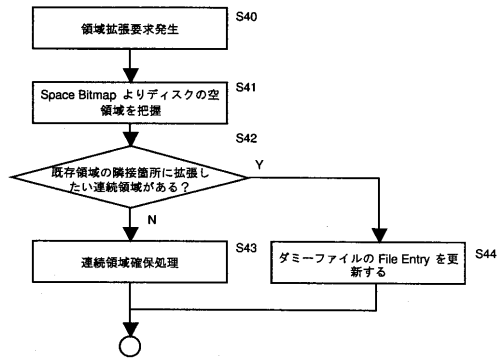 S40
領域拡張要求発生
S41
Space Bitmap よりディスクの空
領域を把握
S42
既存領域の隣接箇所に拡張し
たい連続領域がある？
Y
N
S43
連続領域確保処理
S44
ダミーファイルの File Entry を更
新する